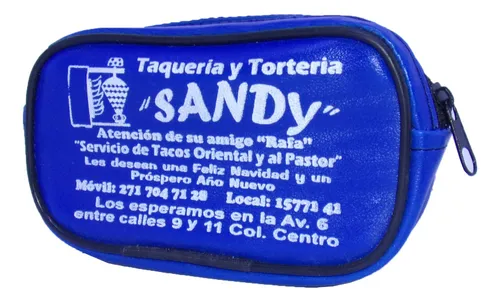 Taqueria y Torteria
"SANDY"
Atención de su amigo "Rafa"
"Servicio de Tacos Oriental y al Pastor"
Les desean una Feliz Navidad y un
Próspero Año Nuevo
Móvil: 271 704 71 28 Local: 15771 41
Los esperamos en la Av. 6
entre calles 9 y 11 Col. Centro